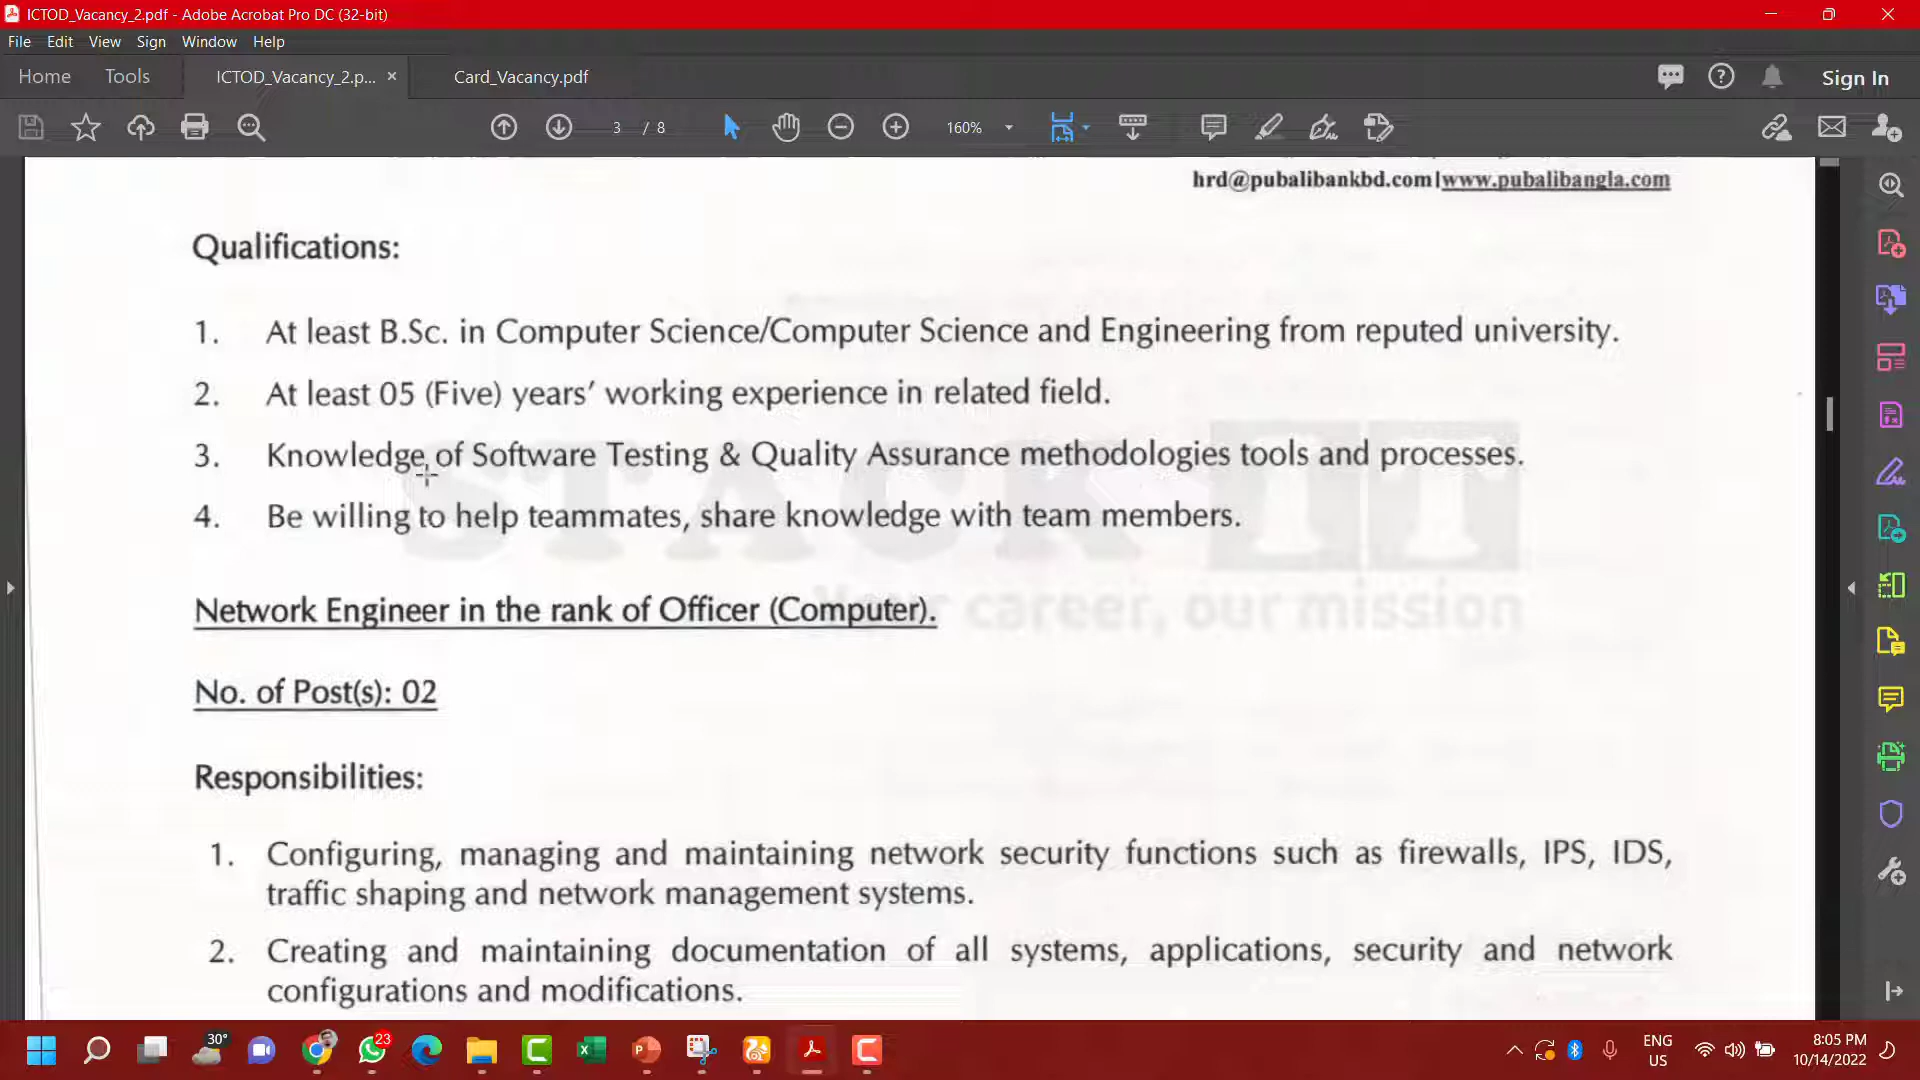 ICTOD_Vacancy_2.pdf - Adobe Acrobat Pro DC (32-bit)
File Edit View Sign Window Help
Home Tools ICTOD_Vacancy_2.p... × Card_Vacancy.pdf Sign In
3 / 8 160%
hrd@pubalibankbd.com|www.pubalibangla.com
Qualifications:
1. At least B.Sc. in Computer Science/Computer Science and Engineering from reputed university.
2. At least 05 (Five) years' working experience in related field.
3. Knowledge of Software Testing & Quality Assurance methodologies tools and processes.
4. Be willing to help teammates, share knowledge with team members.
STACK IT
Your career, our mission
Network Engineer in the rank of Officer (Computer).
No. of Post(s): 02
Responsibilities:
1. Configuring, managing and maintaining network security functions such as firewalls, IPS, IDS,
traffic shaping and network management systems.
2. Creating and maintaining documentation of all systems, applications, security and network
configurations and modifications.
30° 23 ENG 8:05 PM
US 10/14/2022